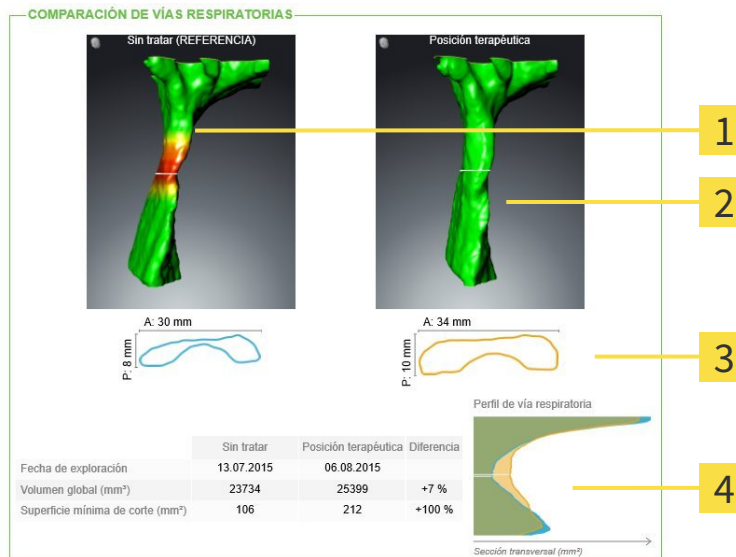 COMPARACIÓN DE VÍAS RESPIRATORIAS
Sin tratar (REFERENCIA)
Posición terapéutica
1
2
A: 30 mm
P: 8 mm
A: 34 mm
P: 10 mm
3
Perfil de vía respiratoria
Sin tratar Posición terapéutica Diferencia
Fecha de exploración 13.07.2015 06.08.2015
Volumen global (mm³) 23734 25399 +7 %
Superficie mínima de corte (mm²) 106 212 +100 %
4
Sección transversal (mm²)